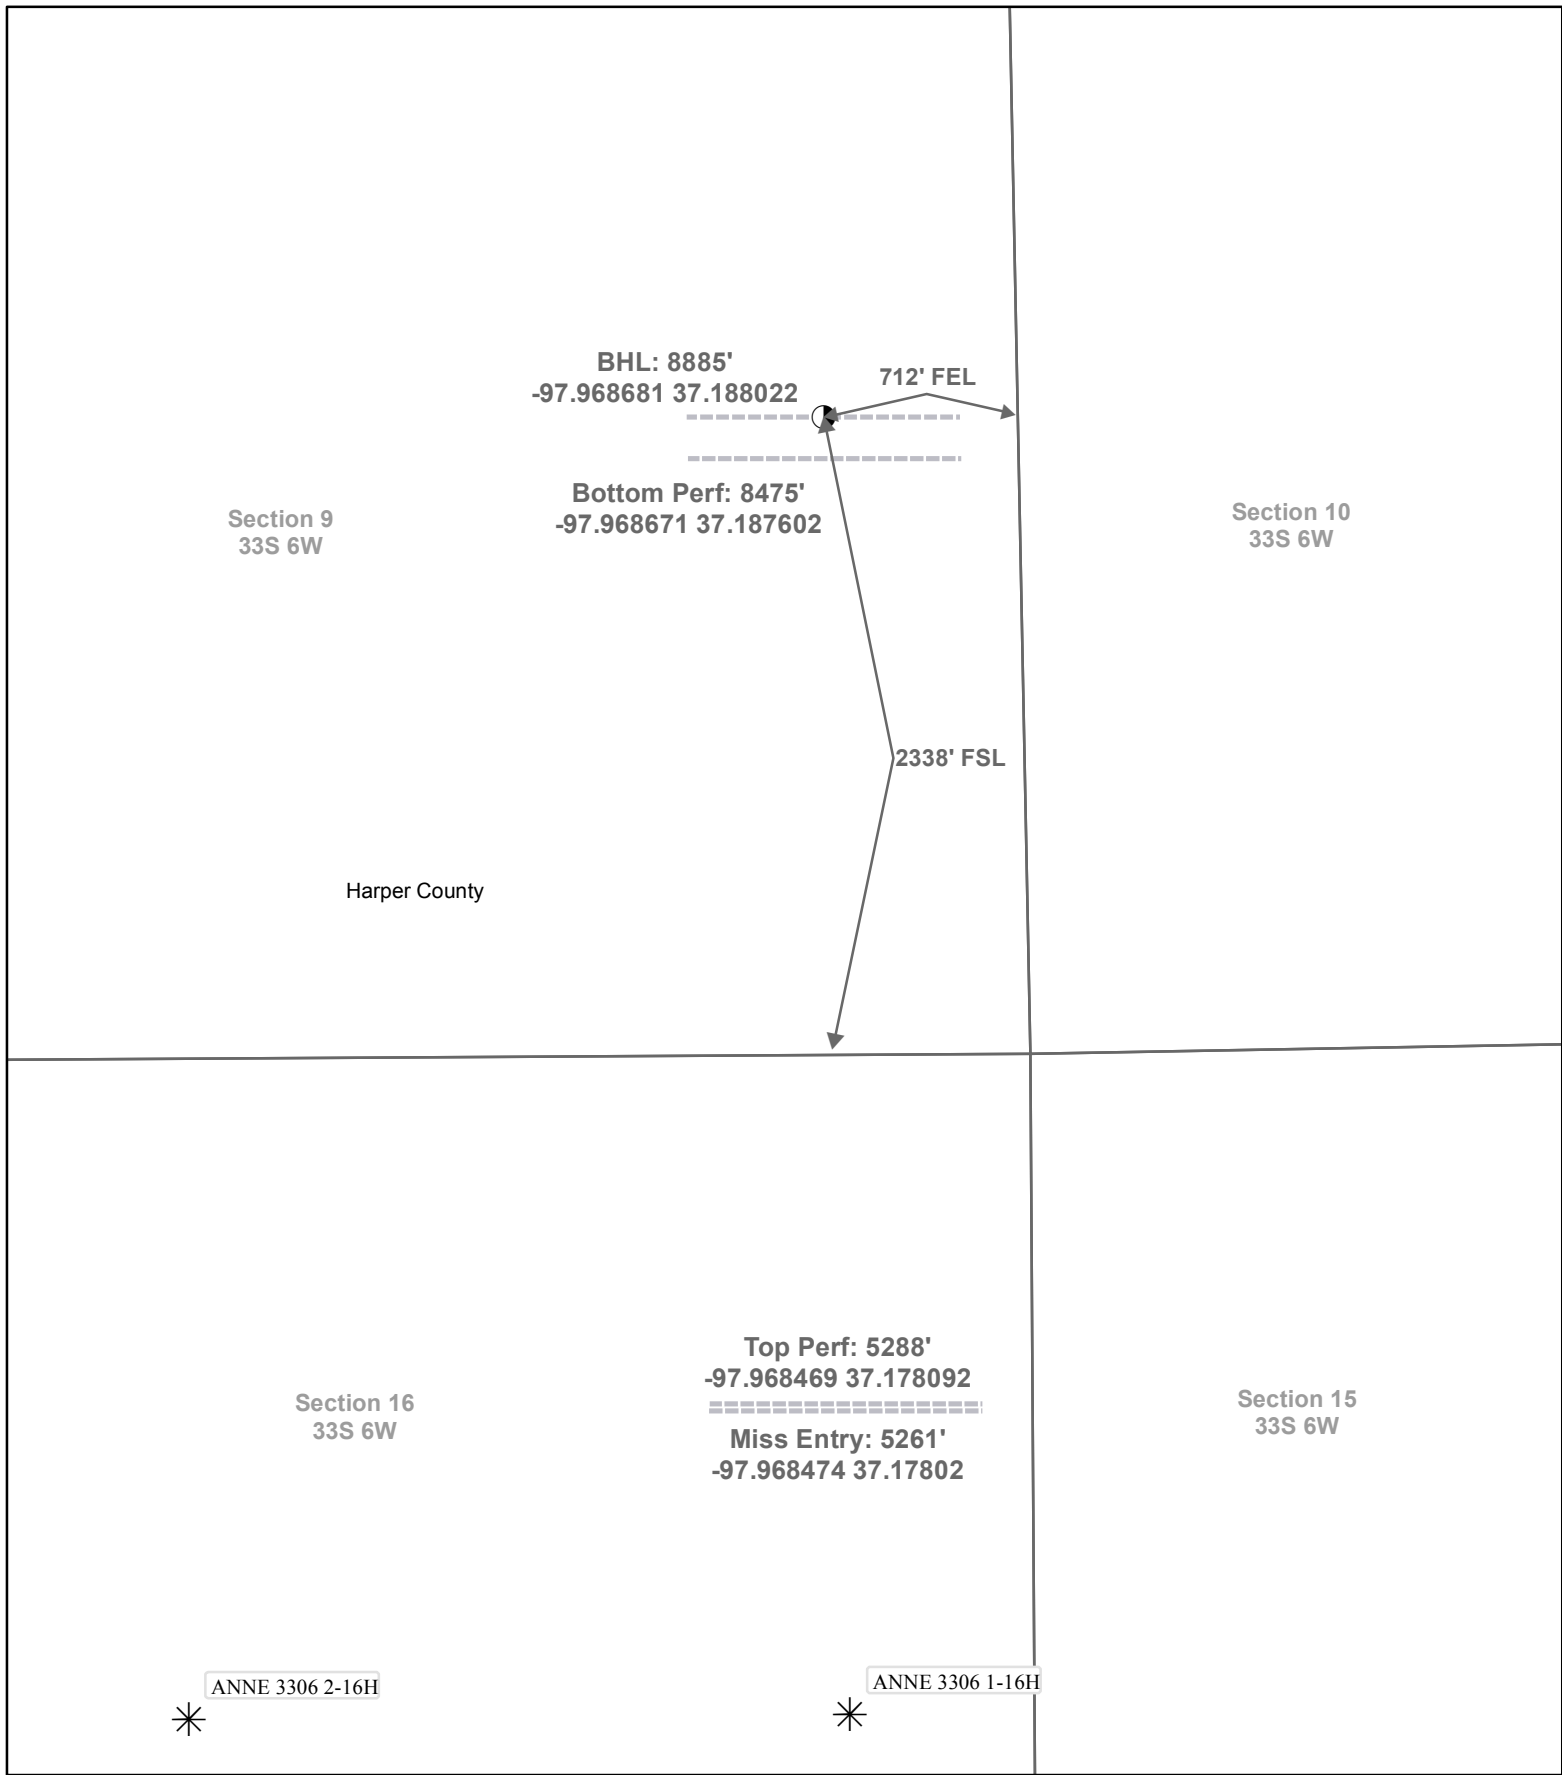 BHL: 8885'
-97.968681 37.188022
712' FEL
Bottom Perf: 8475'
-97.968671 37.187602
Section 9
33S 6W
Section 10
33S 6W
2338' FSL
Harper County
Top Perf: 5288'
-97.968469 37.178092
Section 16
33S 6W
Miss Entry: 5261'
-97.968474 37.17802
Section 15
33S 6W
ANNE 3306 2-16H
ANNE 3306 1-16H